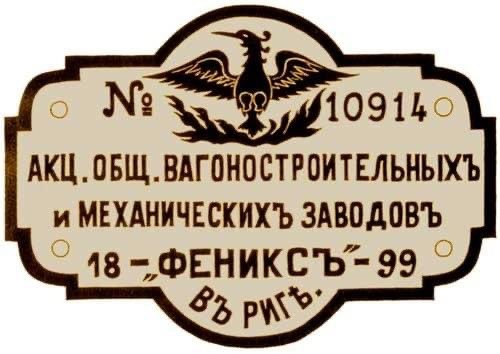 № 10914
АКЦ. ОБЩ. ВАГОНОСТРОИТЕЛЬНЫХЪ
и МЕХАНИЧЕСКИХЪ ЗАВОДОВЪ
18 – „ФЕНИКСЪ" – 99
ВЪ РИГѢ.